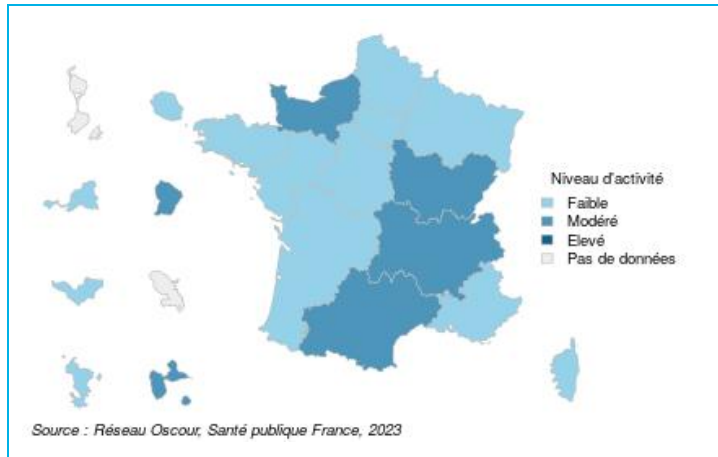 Niveau d'activité
Faible
Modéré
Elevé
Pas de données
Source : Réseau Oscour, Santé publique France, 2023